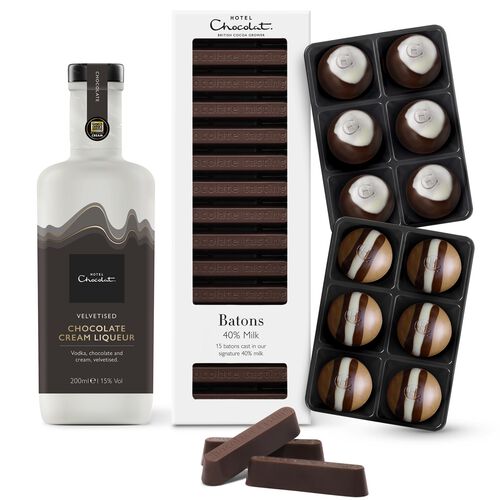 CHOCOLATE
CREAM
HOTEL
Chocolat.
VELVETISED
CHOCOLATE
CREAM LIQUEUR
Vodka, chocolate and
cream, velvetised.
200ml e | 15% Vol
HOTEL
Chocolat.
BRITISH COCOA GROWER
Batons
40% Milk
15 batons cast in our
signature 40% milk